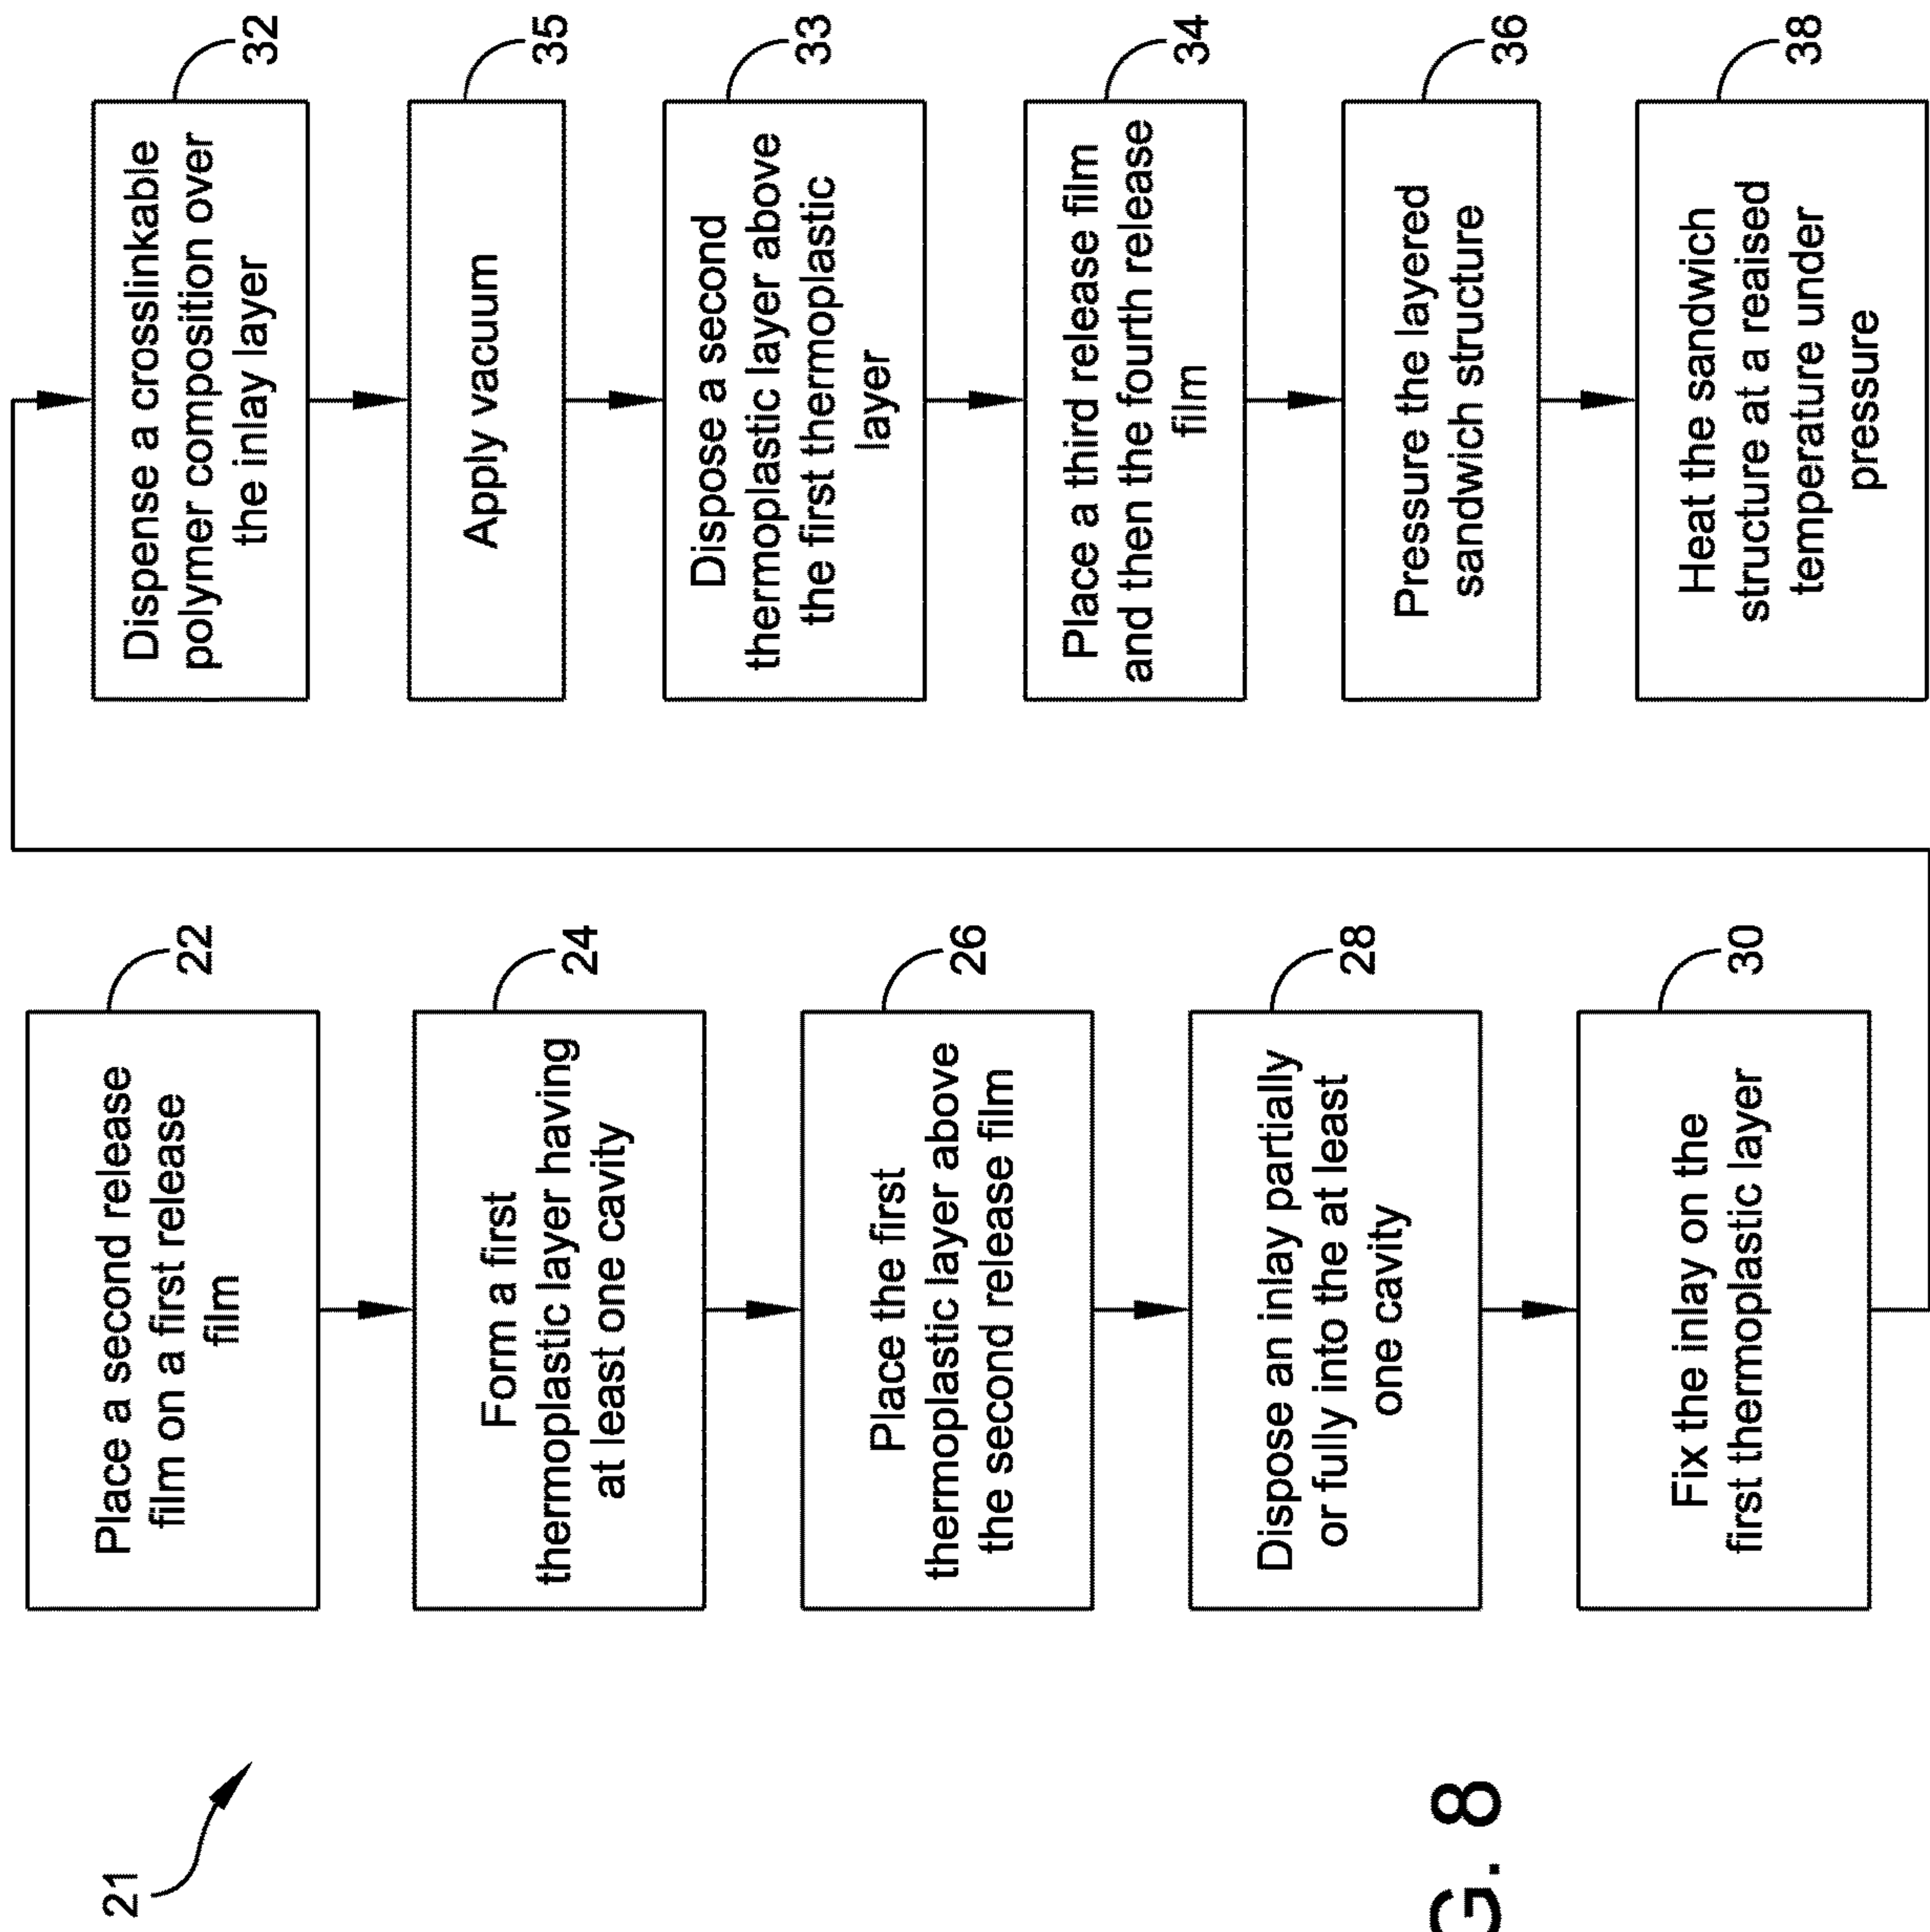 21
Place a second release
film on a first release
film
22
Form a first
thermoplastic layer having
at least one cavity
24
Place the first
thermoplastic layer above
the second release film
26
Dispose an inlay partially
or fully into the at least
one cavity
28
Fix the inlay on the
first thermoplastic layer
30
Dispense a crosslinkable
polymer composition over
the inlay layer
32
Apply vacuum
35
Dispose a second
thermoplastic layer above
the first thermoplastic
layer
33
Place a third release film
and then the fourth release
film
34
Pressure the layered
sandwich structure
36
Heat the sandwich
structure at a reaised
temperature under
pressure
38
G. 8